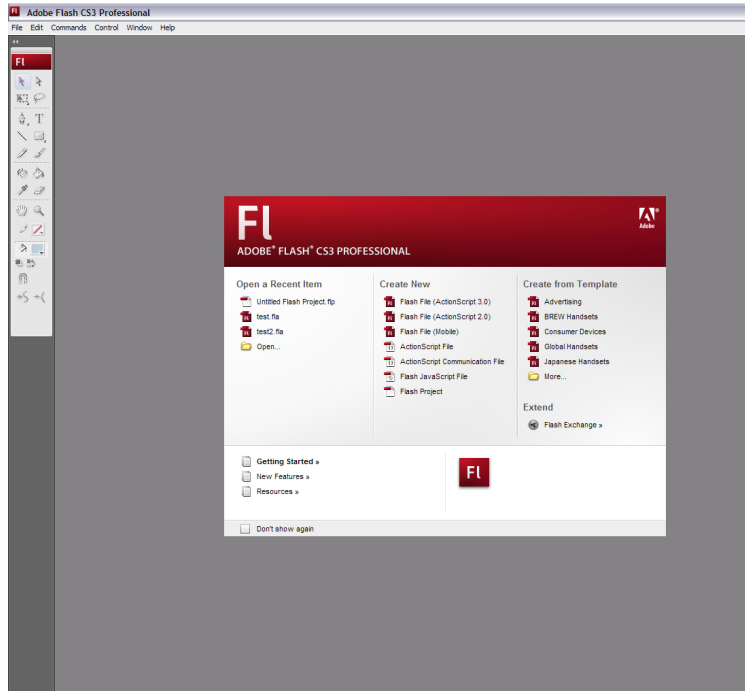 Adobe Flash CS3 Professional
File Edit Commands Control Window Help
Fl
T
Fl
ADOBE® FLASH® CS3 PROFESSIONAL
Adobe®
Open a Recent Item
Untitled Flash Project.flp
test.fla
test2.fla
Open...
Create New
Flash File (ActionScript 3.0)
Flash File (ActionScript 2.0)
Flash File (Mobile)
ActionScript File
ActionScript Communication File
Flash JavaScript File
Flash Project
Create from Template
Advertising
BREW Handsets
Consumer Devices
Global Handsets
Japanese Handsets
More...
Extend
Flash Exchange »
Getting Started »
New Features »
Resources »
Fl
Don't show again